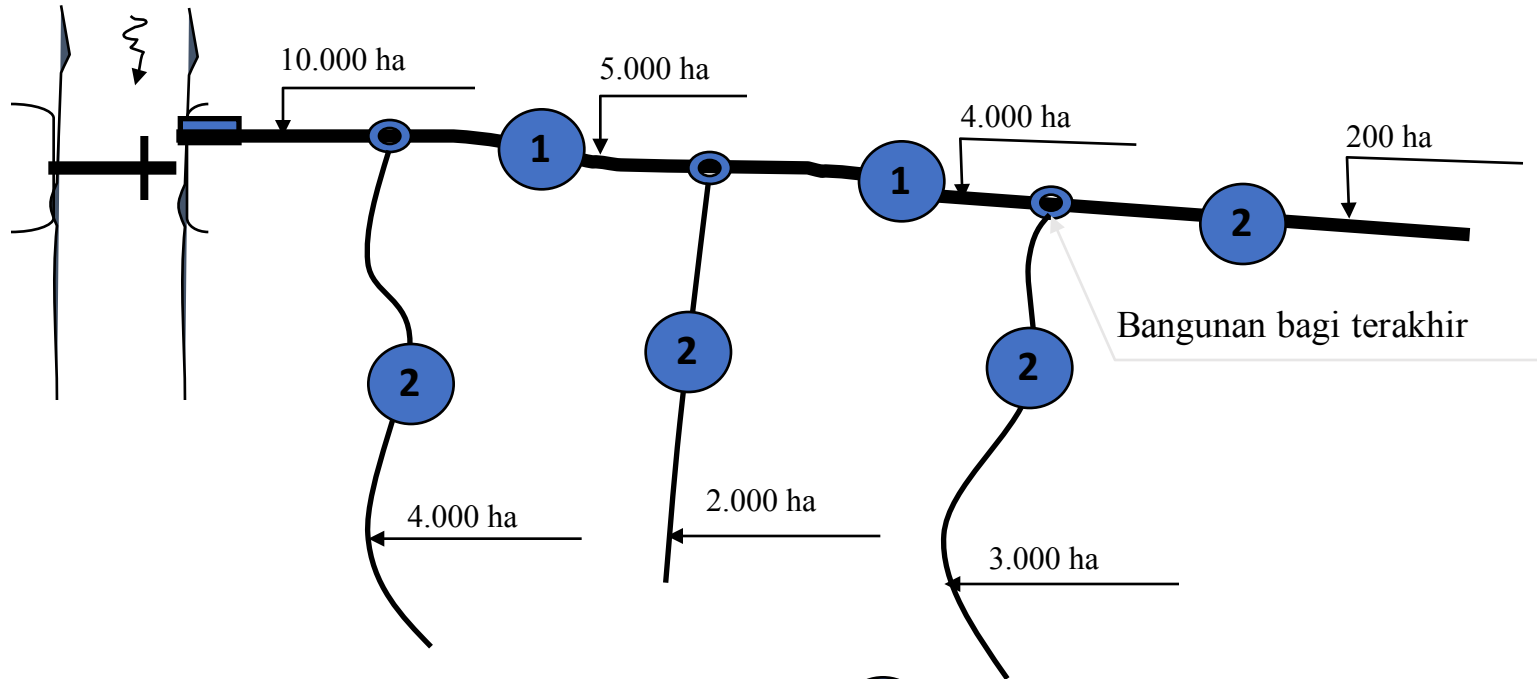 10.000 ha
5.000 ha
4.000 ha
200 ha
1
1
2
Bangunan bagi terakhir
2
2
2
4.000 ha
2.000 ha
3.000 ha